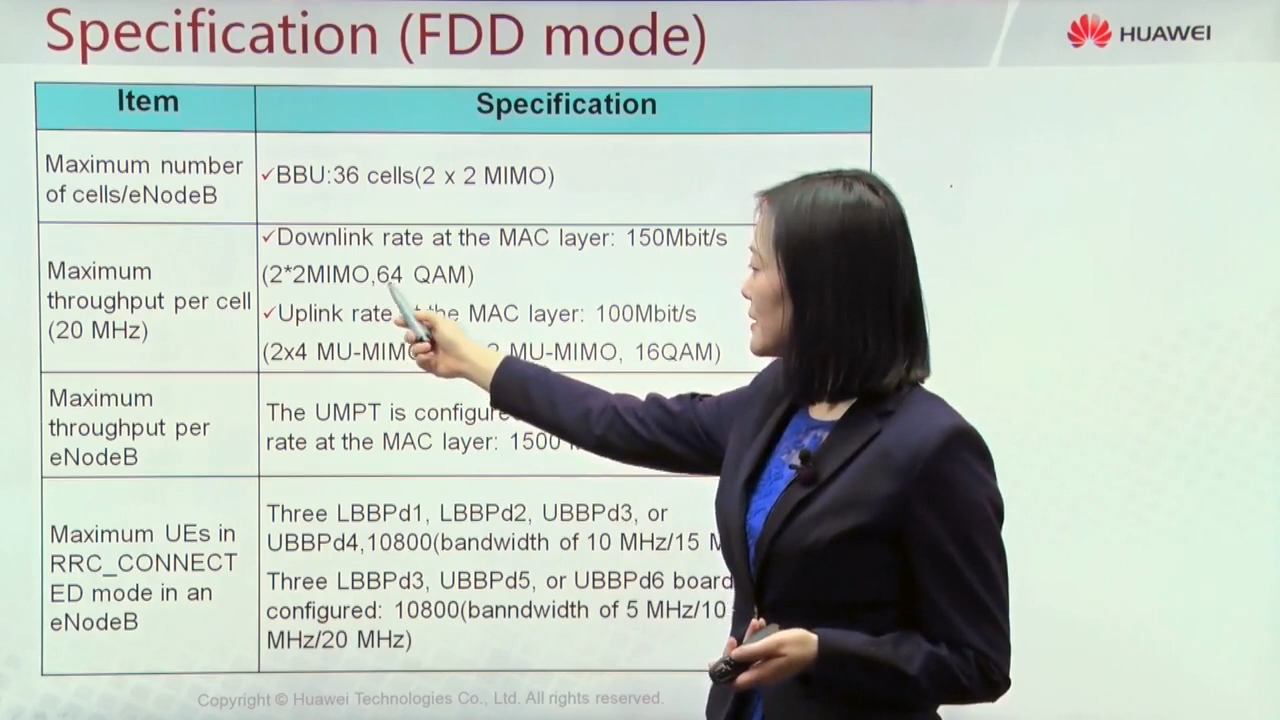 Specification (FDD mode)
HUAWEI
Item
Specification
Maximum number
of cells/eNodeB
✓BBU:36 cells(2 x 2 MIMO)
Maximum
throughput per cell
(20 MHz)
✓Downlink rate at the MAC layer: 150Mbit/s
(2*2MIMO,64 QAM)
✓Uplink rate the MAC layer: 100Mbit/s
(2x4 MU-MIMO MU-MIMO, 16QAM)
Maximum
throughput per
eNodeB
The UMPT is
rate at the MAC layer: 1500
Maximum UEs in
RRC_CONNECT
ED mode in an
eNodeB
Three LBBPd1, LBBPd2, UBBPd3, or
UBBPd4,10800(bandwidth of 10 MHz/15
Three LBBPd3, UBBPd5, or UBBPd6
configured: 10800(banndwidth of 5 MHz/10
MHz/20 MHz)
Copyright © Huawei Technologies Co., Ltd. All rights reserved.